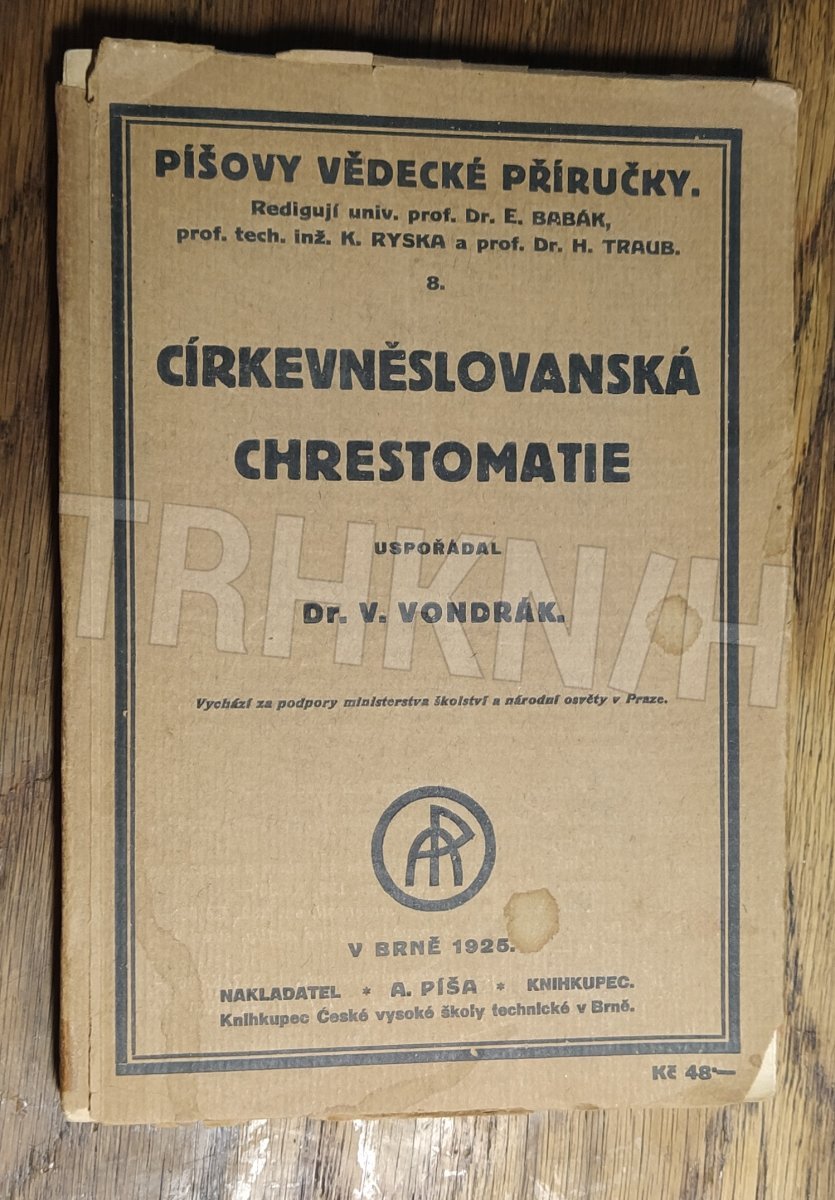 PÍŠOVY VĚDECKÉ PŘÍRUČKY.
Redigují univ. prof. Dr. E. BABÁK,
prof. tech. inž. K. RYSKA a prof. Dr. H. TRAUB.
8.
CÍRKEVNĚSLOVANSKÁ
CHRESTOMATIE
USPOŘÁDAL
TRHKNIH
Dr. V. VONDRÁK.
Vychází za podpory ministerstva školství a národní osvěty v Praze.
V BRNĚ 1925.
NAKLADATEL * A. PÍŠA * KNIHKUPEC.
Knihkupec České vysoké školy technické v Brně.
Kč 48·—